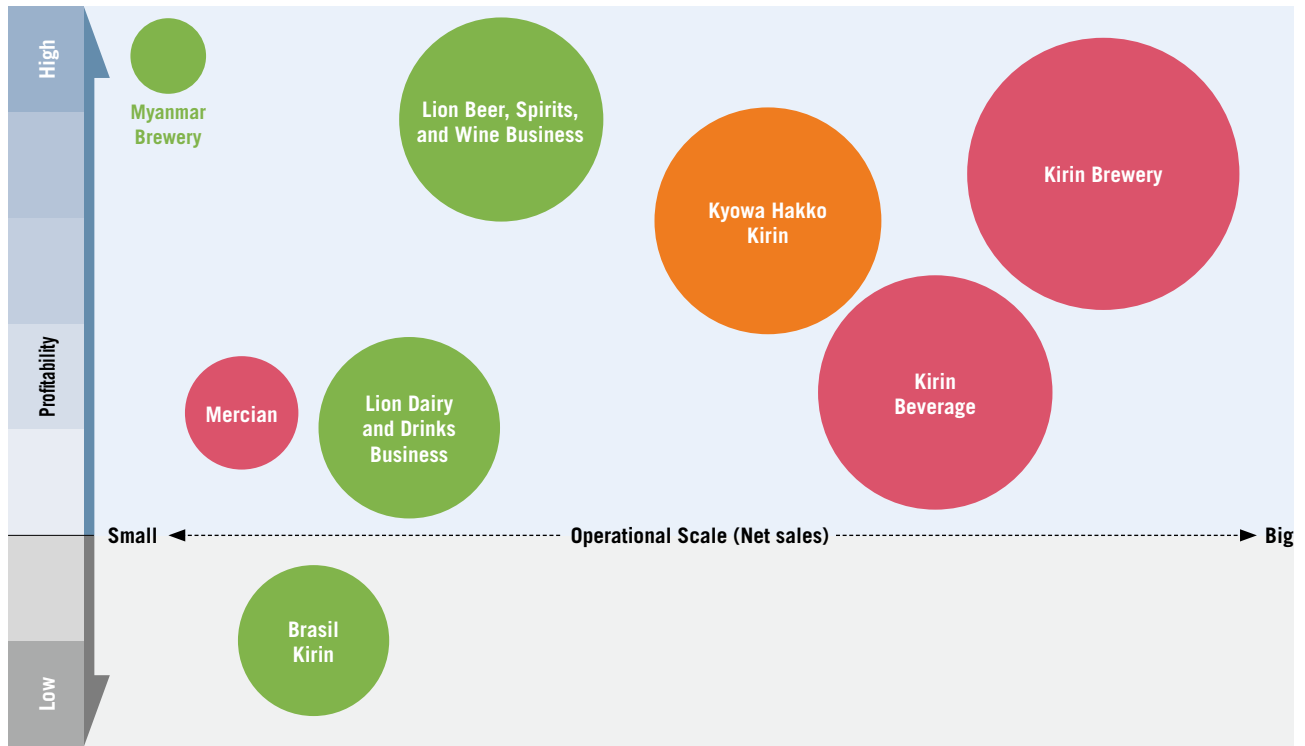 High
Myanmar
Brewery
Lion Beer, Spirits,
and Wine Business
Kirin Brewery
Kyowa Hakko
Kirin
Profitability
Mercian
Lion Dairy
and Drinks
Business
Kirin
Beverage
Small
Operational Scale (Net sales)
Big
Brasil
Kirin
Low